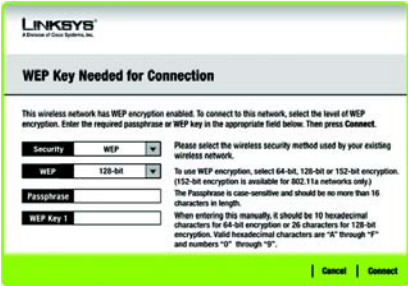 LINKSYS®
A Division of Cisco Systems, Inc.
WEP Key Needed for Connection
This wireless network has WEP encryption enabled. To connect to this network, select the level of WEP
encryption. Enter the required passphrase or WEP key in the appropriate field below. Then press Connect.
Security WEP
Please select the wireless security method used by your existing
wireless network.
WEP 128-bit
To use WEP encryption, select 64-bit, 128-bit or 152-bit encryption.
(152-bit encryption is available for 802.11a networks only.)
Passphrase
The Passphrase is case-sensitive and should be no more than 16
characters in length.
WEP Key 1
When entering this manually, it should be 10 hexadecimal
characters for 64-bit encryption or 26 characters for 128-bit
encryption. Valid hexadecimal characters are "A" through "F"
and numbers "0" through "9".
Cancel Connect